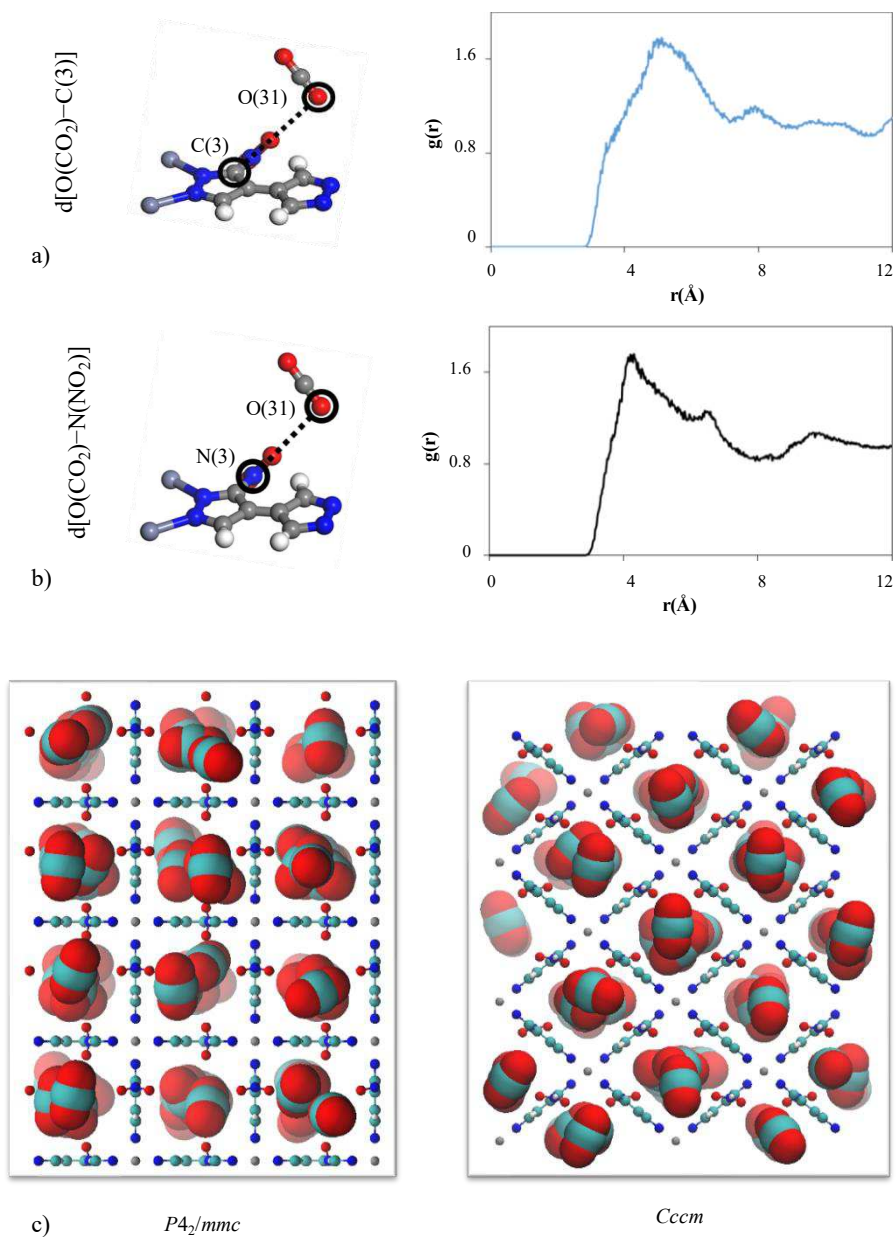 d[O(CO₂)−C(3)]
O(31)
C(3)
a)
g(r)
1.6
0.8
0
0
4
8
12
r(Å)
d[O(CO₂)−N(NO₂)]
O(31)
N(3)
b)
g(r)
1.6
0.8
0
0
4
8
12
r(Å)
c)
P4₂/mmc
Cccm